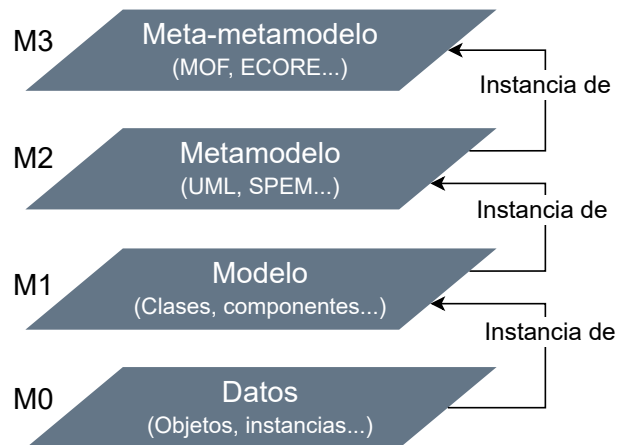 M3
Meta-metamodelo
(MOF, ECORE...)
Instancia de
M2
Metamodelo
(UML, SPEM...)
Instancia de
M1
Modelo
(Clases, componentes...)
Instancia de
M0
Datos
(Objetos, instancias...)